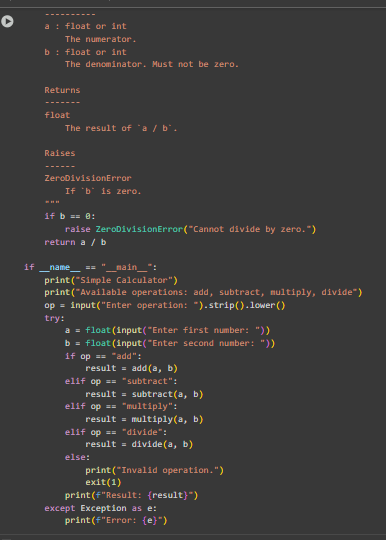 ----------
a : float or int
    The numerator.
b : float or int
    The denominator. Must not be zero.

Returns
-------
float
    The result of `a / b`.

Raises
------
ZeroDivisionError
    If `b` is zero.
"""
if b == 0:
    raise ZeroDivisionError("Cannot divide by zero.")
return a / b

if __name__ == "__main__":
    print("Simple Calculator")
    print("Available operations: add, subtract, multiply, divide")
    op = input("Enter operation: ").strip().lower()
    try:
        a = float(input("Enter first number: "))
        b = float(input("Enter second number: "))
        if op == "add":
            result = add(a, b)
        elif op == "subtract":
            result = subtract(a, b)
        elif op == "multiply":
            result = multiply(a, b)
        elif op == "divide":
            result = divide(a, b)
        else:
            print("Invalid operation.")
            exit(1)
        print(f"Result: {result}")
    except Exception as e:
        print(f"Error: {e}")